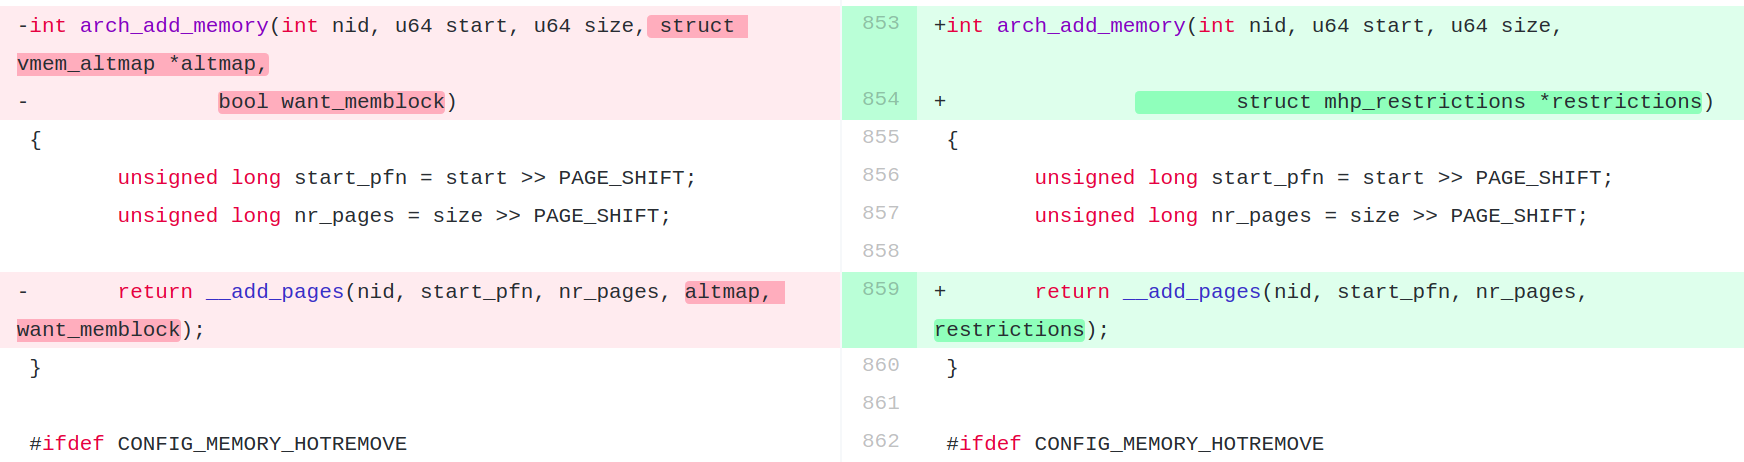 -int arch_add_memory(int nid, u64 start, u64 size, struct
vmem_altmap *altmap,
-               bool want_memblock)
 {
        unsigned long start_pfn = start >> PAGE_SHIFT;
        unsigned long nr_pages = size >> PAGE_SHIFT;

-       return __add_pages(nid, start_pfn, nr_pages, altmap,
want_memblock);
 }

 #ifdef CONFIG_MEMORY_HOTREMOVE
853 +int arch_add_memory(int nid, u64 start, u64 size,
854 +                       struct mhp_restrictions *restrictions)
855  {
856         unsigned long start_pfn = start >> PAGE_SHIFT;
857         unsigned long nr_pages = size >> PAGE_SHIFT;
858
859 +       return __add_pages(nid, start_pfn, nr_pages,
restrictions);
860  }
861
862  #ifdef CONFIG_MEMORY_HOTREMOVE